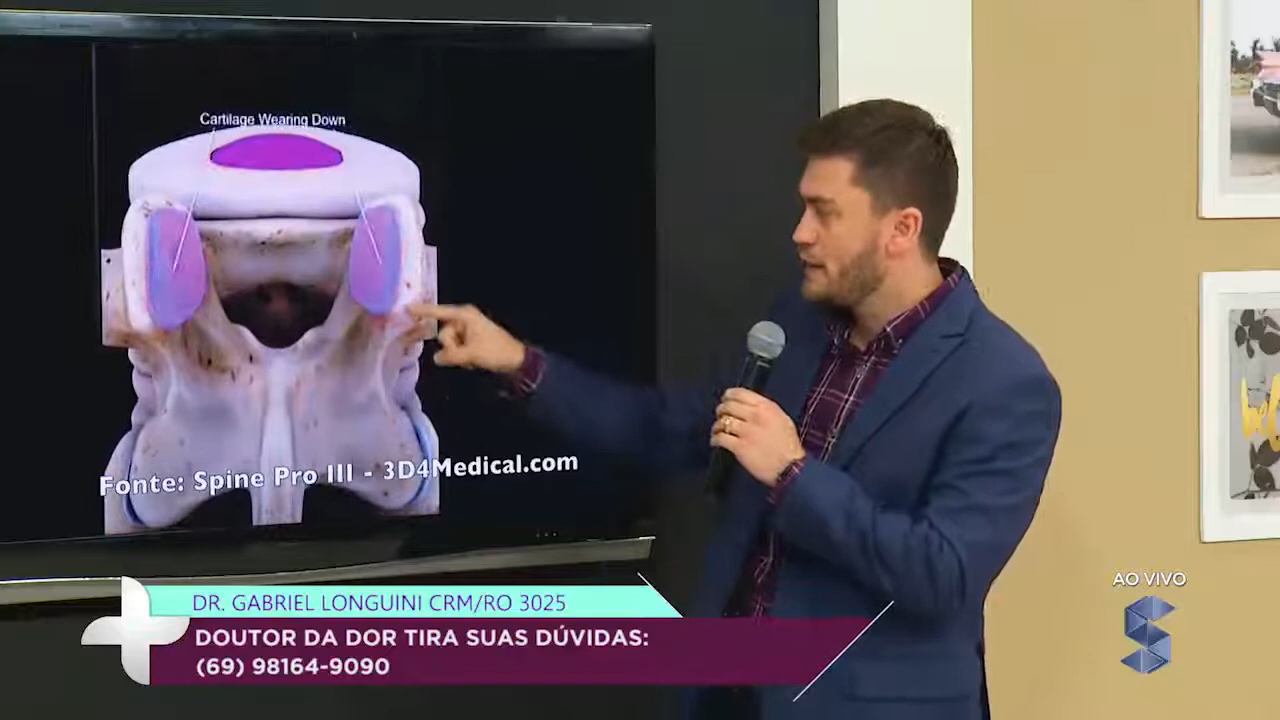 Cartilage Wearing Down
Fonte: Spine Pro III - 3D4Medical.com
DR. GABRIEL LONGUINI CRM/RO 3025
DOUTOR DA DOR TIRA SUAS DÚVIDAS:
(69) 98164-9090
AO VIVO